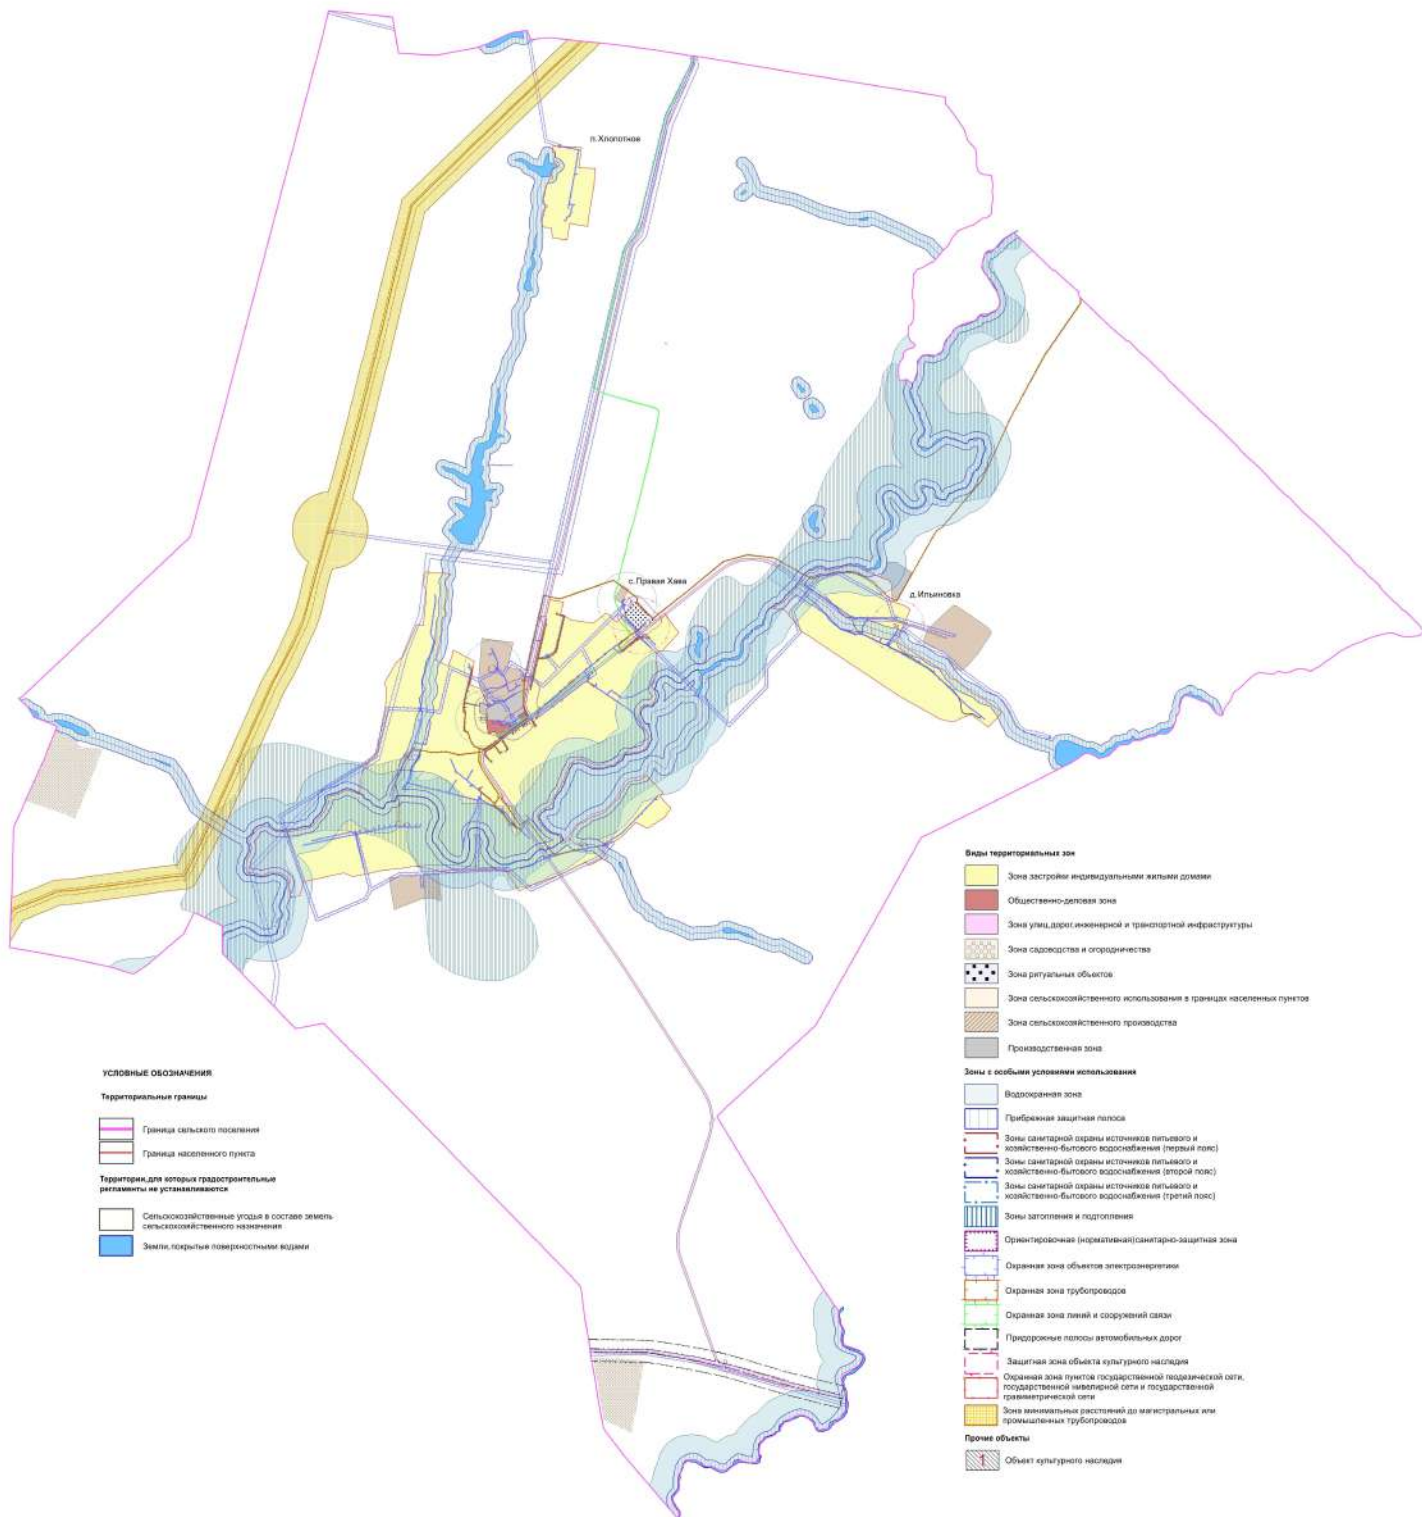 п.Хлопотное
с.Правая Хава
д.Ильиновка
УСЛОВНЫЕ ОБОЗНАЧЕНИЯ
Территориальные границы
Граница сельского поселения
Граница населенного пункта
Территории,для которых градостроительные
регламенты не устанавливаются
Сельскохозяйственные угодья в составе земель
сельскохозяйственного назначения
Земли,покрытые поверхностными водами
Виды территориальных зон
Зона застройки индивидуальными жилыми домами
Общественно-деловая зона
Зона улиц,дорог,инженерной и транспортной инфраструктуры
Зона садоводства и огородничества
Зона ритуальных объектов
Зона сельскохозяйственного использования в границах населенных пунктов
Зона сельскохозяйственного производства
Производственная зона
Зоны с особыми условиями использования
Водоохранная зона
Прибрежная защитная полоса
Зоны санитарной охраны источников питьевого и
хозяйственно-бытового водоснабжения (первый пояс)
Зоны санитарной охраны источников питьевого и
хозяйственно-бытового водоснабжения (второй пояс)
Зоны санитарной охраны источников питьевого и
хозяйственно-бытового водоснабжения (третий пояс)
Зоны затопления и подтопления
Ориентировочная (нормативная)санитарно-защитная зона
Охранная зона объектов электроэнергетики
Охранная зона трубопроводов
Охранная зона линий и сооружений связи
Придорожные полосы автомобильных дорог
Защитная зона объекта культурного наследия
Охранная зона пунктов государственной геодезической сети,
государственной нивелирной сети и государственной
гравиметрической сети
Зона минимальных расстояний до магистральных или
промышленных трубопроводов
Прочие объекты
1 Объект культурного наследия